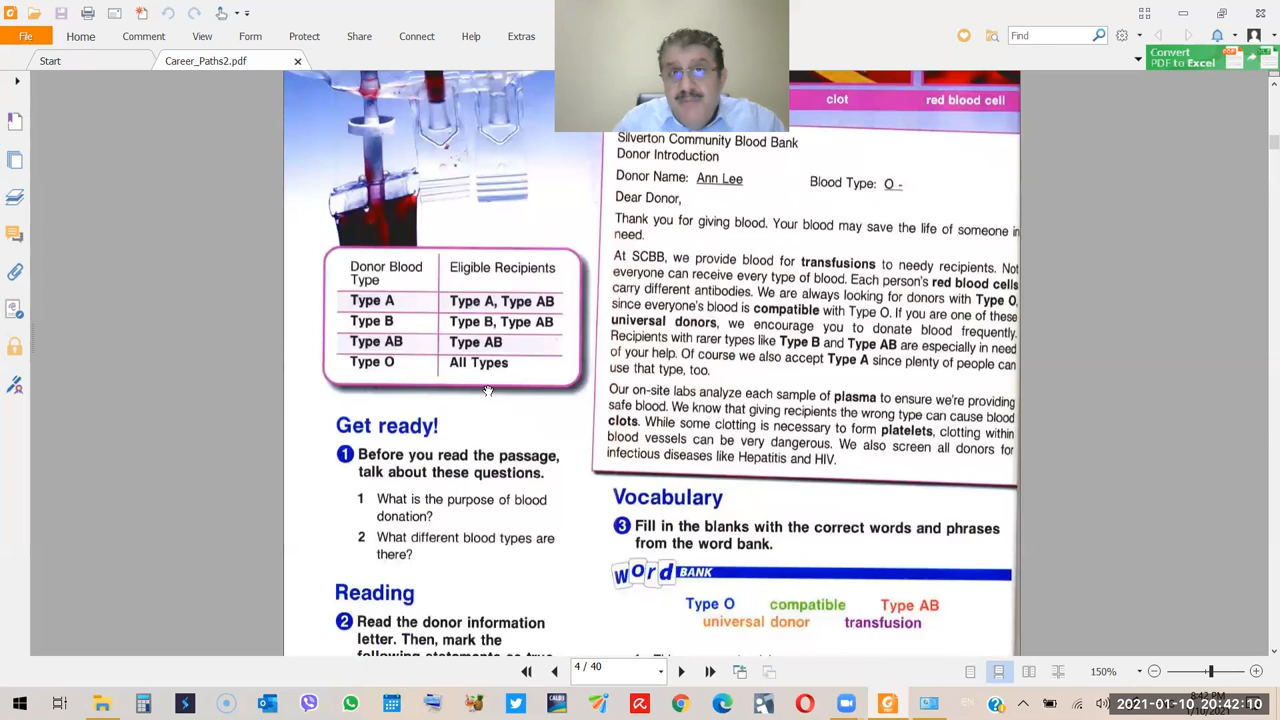 File
Home
Comment
View
Form
Protect
Share
Connect
Help
Extras
Find
Start
Career_Paths2.pdf
Convert
PDF to Excel
clot
red blood cell
Silverton Community Blood Bank
Donor Introduction
Donor Name: Ann Lee
Blood Type: O -
Dear Donor,
Thank you for giving blood. Your blood may save the life of someone in
need.
At SCBB, we provide blood for transfusions to needy recipients. Not
everyone can receive every type of blood. Each person's red blood cells
carry different antibodies. We are always looking for donors with Type O,
since everyone's blood is compatible with Type O. If you are one of these
universal donors, we encourage you to donate blood frequently.
Recipients with rarer types like Type B and Type AB are especially in need
of your help. Of course we also accept Type A since plenty of people can
use that type, too.
Our on-site labs analyze each sample of plasma to ensure we're providing
safe blood. We know that giving recipients the wrong type can cause blood
clots. While some clotting is necessary to form platelets, clotting within
blood vessels can be very dangerous. We also screen all donors for
infectious diseases like Hepatitis and HIV.
Donor Blood Type
Eligible Recipients
Type A
Type A, Type AB
Type B
Type B, Type AB
Type AB
Type AB
Type O
All Types
Get ready!
1 Before you read the passage,
talk about these questions.
1 What is the purpose of blood
donation?
2 What different blood types are
there?
Reading
2 Read the donor information
letter. Then, mark the
Vocabulary
3 Fill in the blanks with the correct words and phrases
from the word bank.
word BANK
Type O compatible Type AB
universal donor transfusion
4 / 40
150%
EN
8:42 PM
2021-01-10 20:42:10